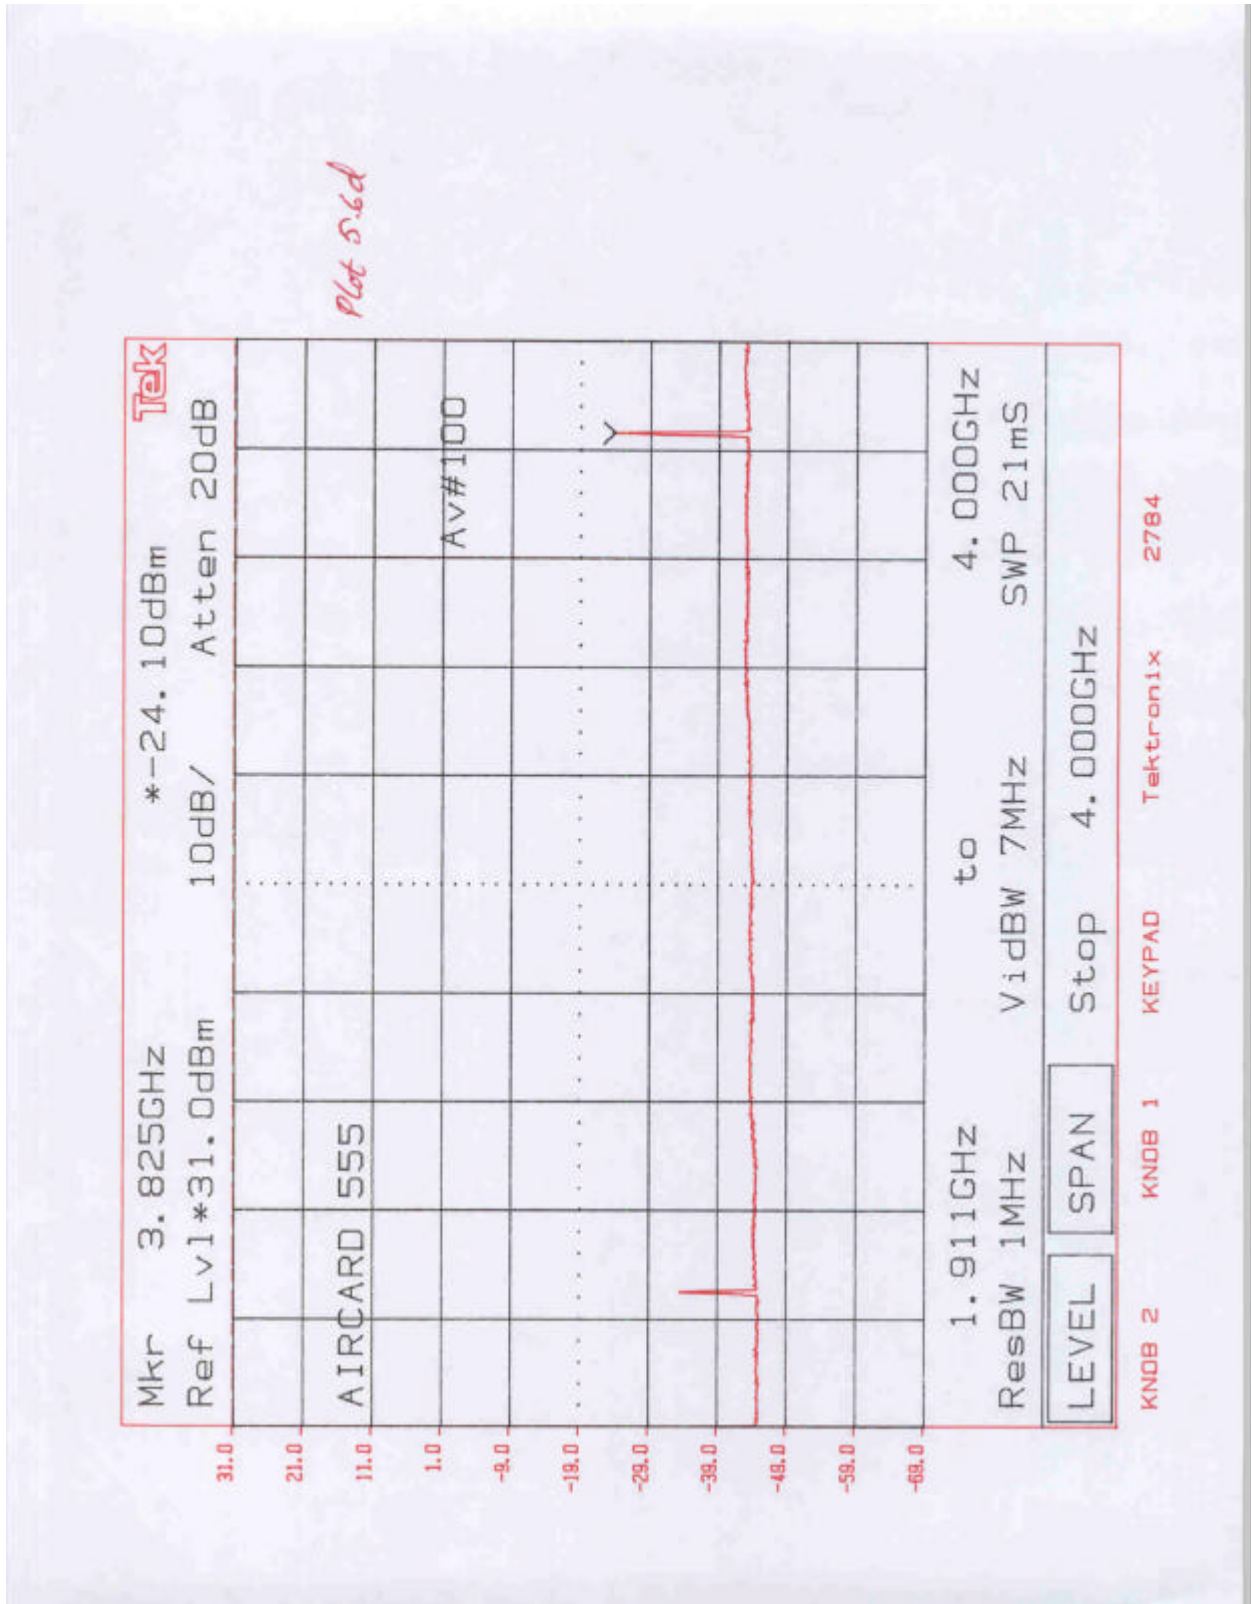 Plot 5.6d
Mkr 3.825GHz *-24.10dBm Tek
Ref Lvl*31.0dBm 10dB/ Atten 20dB
31.0
21.0
AIRCARD 555
11.0
1.0
Av#100
-9.0
-19.0
-29.0
-39.0
-49.0
-59.0
-69.0
1.911GHz to 4.000GHz
ResBW 1MHz VidBW 7MHz SWP 21mS
LEVEL SPAN Stop 4.000GHz
KNOB 2 KNOB 1 KEYPAD Tektronix 2784